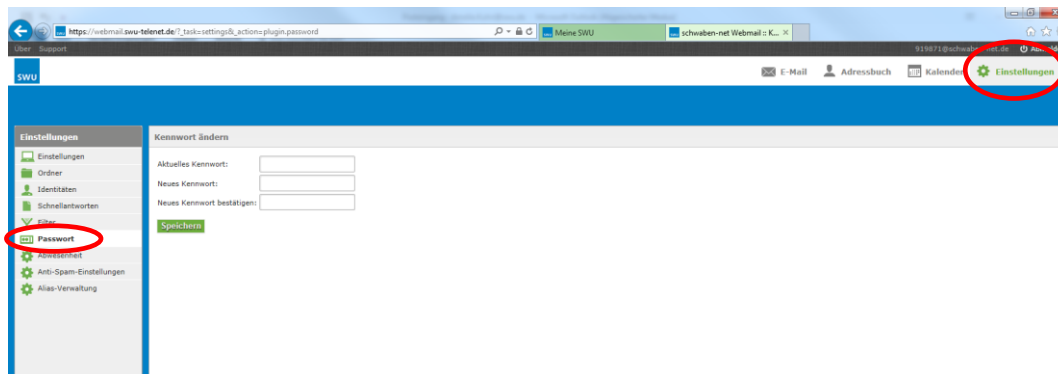 https://webmail.swu-telenet.de/?_task=settings&_action=plugin.password
Meine SWU
schwaben-net Webmail :: K...
Über Support
SWU
E-Mail
Adressbuch
Kalender
Einstellungen
Einstellungen
Kennwort ändern
Einstellungen
Ordner
Identitäten
Schnellantworten
Filter
Passwort
Abwesenheit
Anti-Spam-Einstellungen
Alias-Verwaltung
Aktuelles Kennwort:
Neues Kennwort:
Neues Kennwort bestätigen:
Speichern